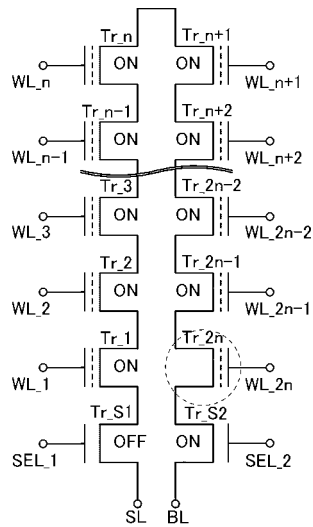 Tr_n Tr_n+1
WL_n ON ON WL_n+1
Tr_n-1 Tr_n+2
WL_n-1 ON ON WL_n+2
Tr_3 Tr_2n-2
WL_3 ON ON WL_2n-2
Tr_2 Tr_2n-1
WL_2 ON ON WL_2n-1
Tr_1 Tr_2n
WL_1 ON WL_2n
Tr_S1 Tr_S2
SEL_1 OFF ON SEL_2
SL BL